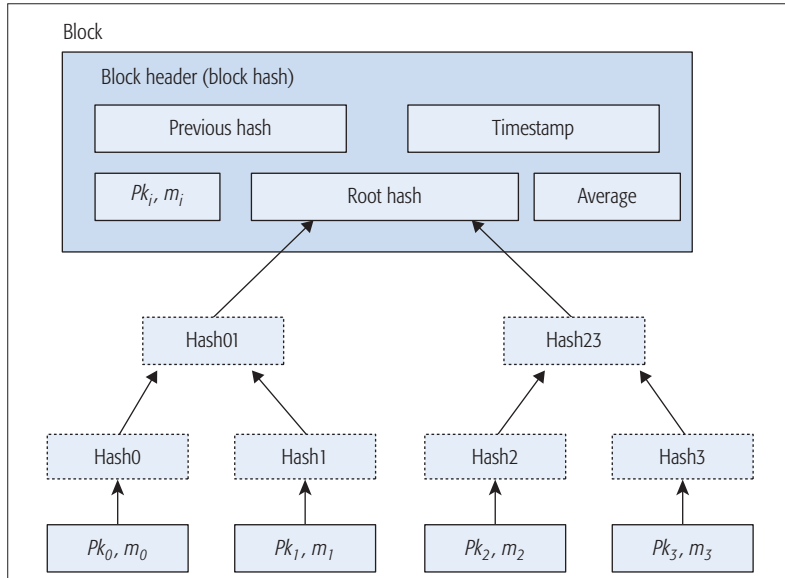 Block
Block header (block hash)
Previous hash
Timestamp
Pkᵢ, mᵢ
Root hash
Average
Hash01
Hash23
Hash0
Hash1
Hash2
Hash3
Pk₀, m₀
Pk₁, m₁
Pk₂, m₂
Pk₃, m₃